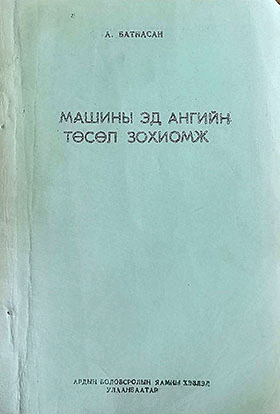 А. БАТНАСАН
МАШИНЫ ЭД АНГИЙН
ТӨСӨЛ ЗОХИОМЖ
АРДЫН БОЛОВСРОЛЫН ЯАМНЫ ХЭВЛЭЛ
УЛААНБААТАР